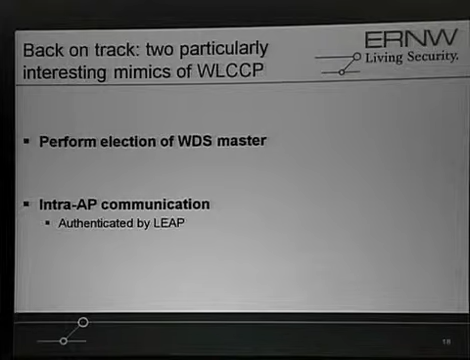 Back on track: two particularly
interesting mimics of WLCCP
ERNW
Living Security.
Perform election of WDS master
Intra-AP communication
Authenticated by LEAP
18